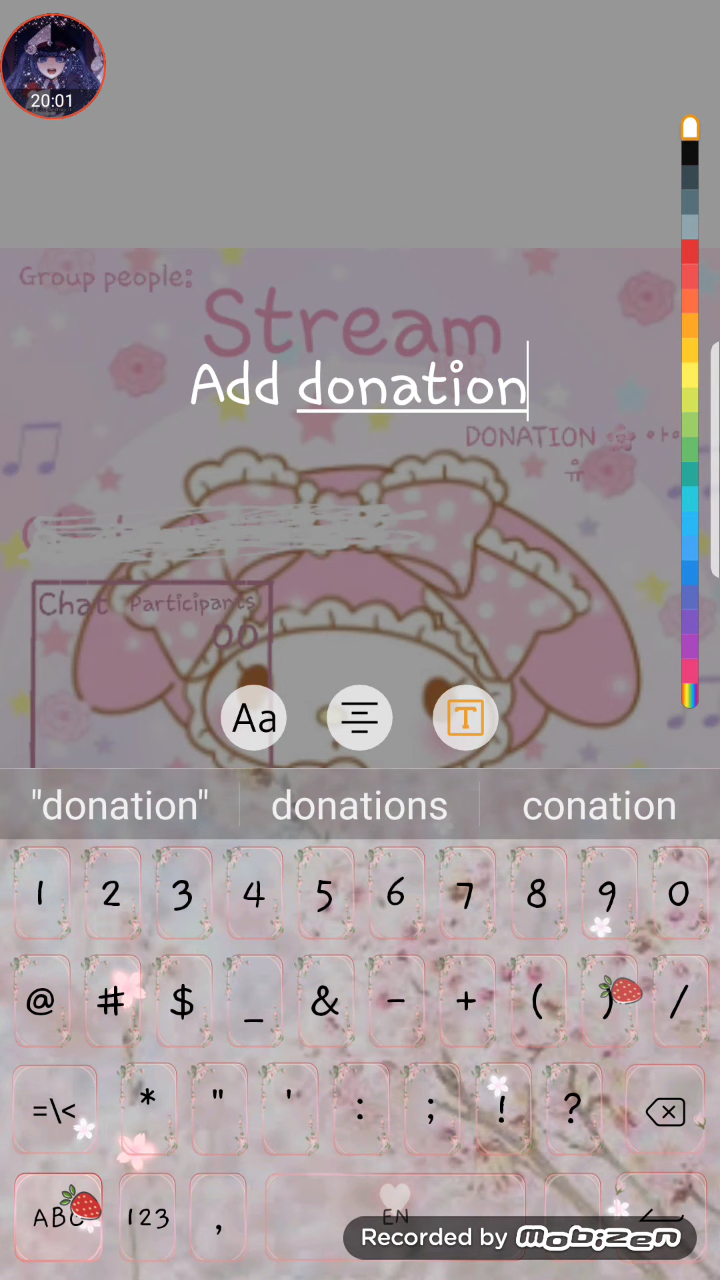 20:01
Group people:
Stream
Add donation
DONATION
Chat Participants
00
Aa T
"donation" donations conation
1 2 3 4 5 6 7 8 9 0
@ # $ _ & - + ( ) /
=\< * " ' : ; ! ?
ABC 123 , EN
Recorded by mobizen